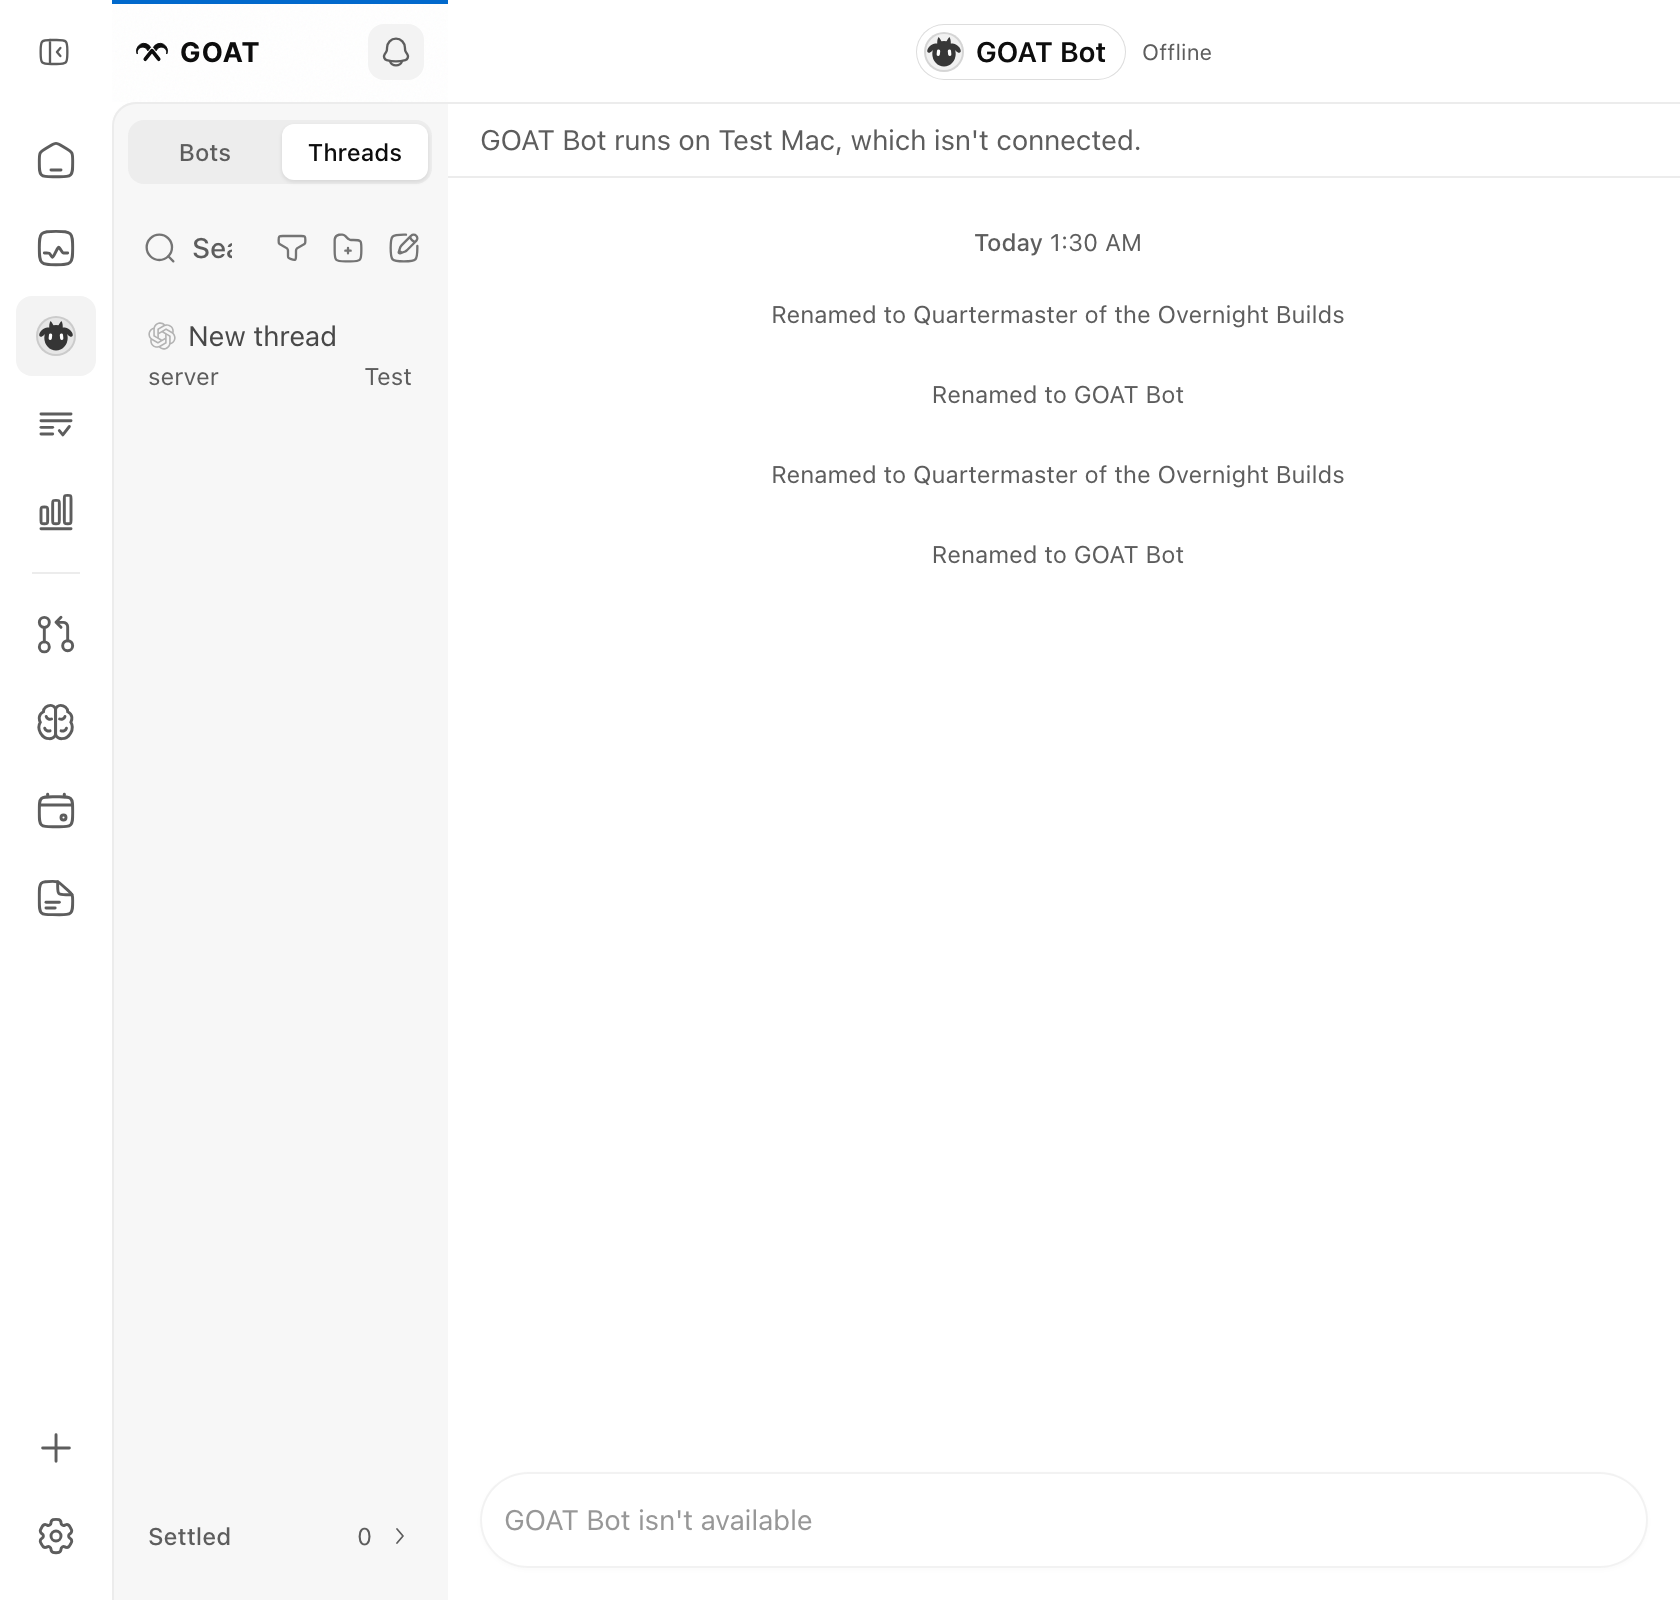 GOAT
GOAT Bot
Offline
Bots
Threads
GOAT Bot runs on Test Mac, which isn't connected.
New thread
server
Test
Today 1:30 AM
Renamed to Quartermaster of the Overnight Builds
Renamed to GOAT Bot
Renamed to Quartermaster of the Overnight Builds
Renamed to GOAT Bot
Settled
0
GOAT Bot isn't available